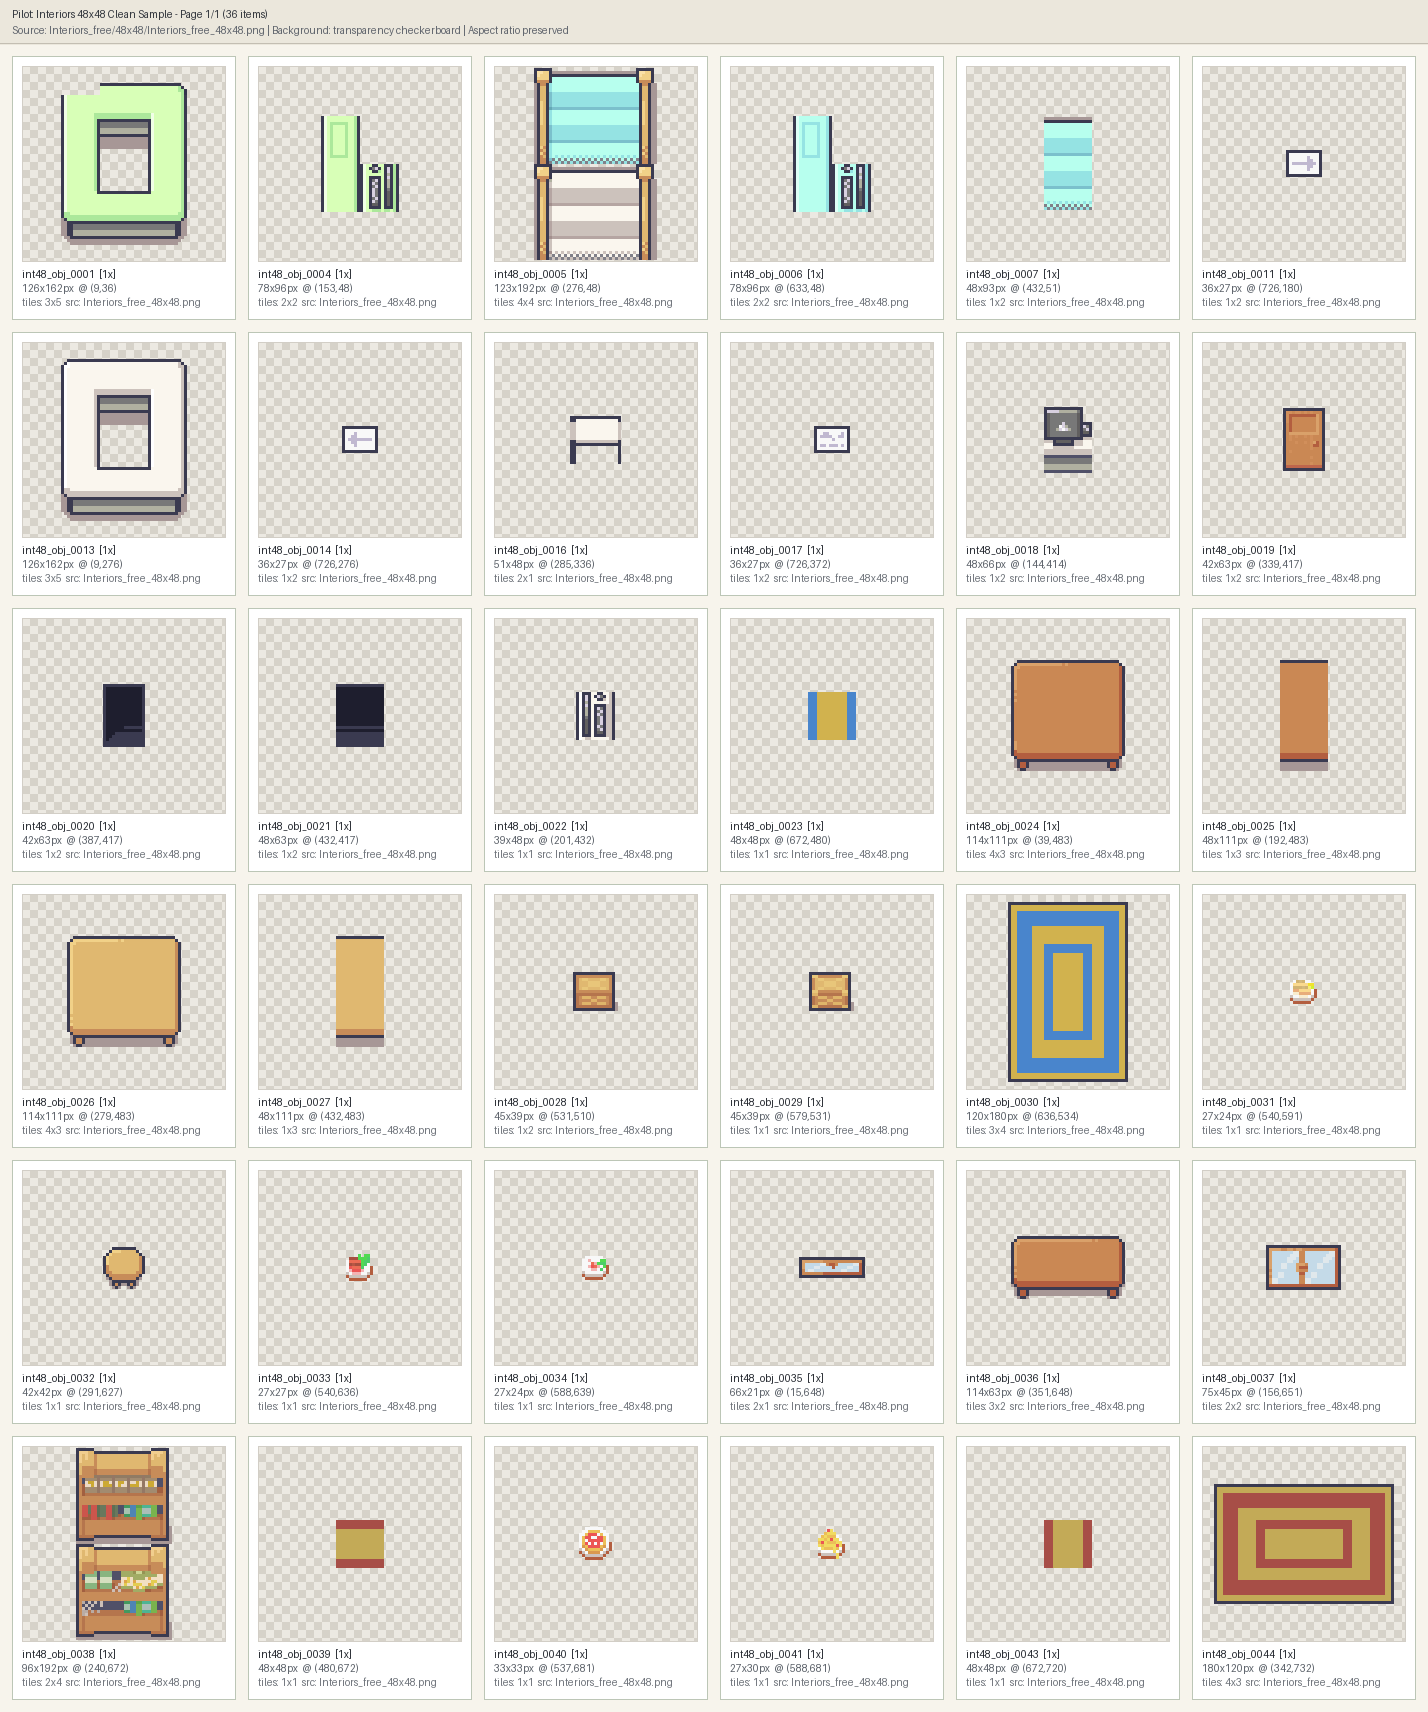 Pilot: Interiors 48x48 Clean Sample - Page 1/1 (36 items)
Source: Interiors_free/48x48/Interiors_free_48x48.png | Background: transparency checkerboard | Aspect ratio preserved
int48_obj_0001 [1x]
126x162px @ (9,36)
tiles: 3x5 src: Interiors_free_48x48.png
int48_obj_0004 [1x]
78x96px @ (153,48)
tiles: 2x2 src: Interiors_free_48x48.png
int48_obj_0005 [1x]
123x192px @ (276,48)
tiles: 4x4 src: Interiors_free_48x48.png
int48_obj_0006 [1x]
78x96px @ (633,48)
tiles: 2x2 src: Interiors_free_48x48.png
int48_obj_0007 [1x]
48x93px @ (432,51)
tiles: 1x2 src: Interiors_free_48x48.png
int48_obj_0011 [1x]
36x27px @ (726,180)
tiles: 1x2 src: Interiors_free_48x48.png
int48_obj_0013 [1x]
126x162px @ (9,276)
tiles: 3x5 src: Interiors_free_48x48.png
int48_obj_0014 [1x]
36x27px @ (726,276)
tiles: 1x2 src: Interiors_free_48x48.png
int48_obj_0016 [1x]
51x48px @ (285,336)
tiles: 2x1 src: Interiors_free_48x48.png
int48_obj_0017 [1x]
36x27px @ (726,372)
tiles: 1x2 src: Interiors_free_48x48.png
int48_obj_0018 [1x]
48x66px @ (144,414)
tiles: 1x2 src: Interiors_free_48x48.png
int48_obj_0019 [1x]
42x63px @ (339,417)
tiles: 1x2 src: Interiors_free_48x48.png
int48_obj_0020 [1x]
42x63px @ (387,417)
tiles: 1x2 src: Interiors_free_48x48.png
int48_obj_0021 [1x]
48x63px @ (432,417)
tiles: 1x2 src: Interiors_free_48x48.png
int48_obj_0022 [1x]
39x48px @ (201,432)
tiles: 1x1 src: Interiors_free_48x48.png
int48_obj_0023 [1x]
48x48px @ (672,480)
tiles: 1x1 src: Interiors_free_48x48.png
int48_obj_0024 [1x]
114x111px @ (39,483)
tiles: 4x3 src: Interiors_free_48x48.png
int48_obj_0025 [1x]
48x111px @ (192,483)
tiles: 1x3 src: Interiors_free_48x48.png
int48_obj_0026 [1x]
114x111px @ (279,483)
tiles: 4x3 src: Interiors_free_48x48.png
int48_obj_0027 [1x]
48x111px @ (432,483)
tiles: 1x3 src: Interiors_free_48x48.png
int48_obj_0028 [1x]
45x39px @ (531,510)
tiles: 1x2 src: Interiors_free_48x48.png
int48_obj_0029 [1x]
45x39px @ (579,531)
tiles: 1x1 src: Interiors_free_48x48.png
int48_obj_0030 [1x]
120x180px @ (636,534)
tiles: 3x4 src: Interiors_free_48x48.png
int48_obj_0031 [1x]
27x24px @ (540,591)
tiles: 1x1 src: Interiors_free_48x48.png
int48_obj_0032 [1x]
42x42px @ (291,627)
tiles: 1x1 src: Interiors_free_48x48.png
int48_obj_0033 [1x]
27x27px @ (540,636)
tiles: 1x1 src: Interiors_free_48x48.png
int48_obj_0034 [1x]
27x24px @ (588,639)
tiles: 1x1 src: Interiors_free_48x48.png
int48_obj_0035 [1x]
66x21px @ (15,648)
tiles: 2x1 src: Interiors_free_48x48.png
int48_obj_0036 [1x]
114x63px @ (351,648)
tiles: 3x2 src: Interiors_free_48x48.png
int48_obj_0037 [1x]
75x45px @ (156,651)
tiles: 2x2 src: Interiors_free_48x48.png
int48_obj_0038 [1x]
96x192px @ (240,672)
tiles: 2x4 src: Interiors_free_48x48.png
int48_obj_0039 [1x]
48x48px @ (480,672)
tiles: 1x1 src: Interiors_free_48x48.png
int48_obj_0040 [1x]
33x33px @ (537,681)
tiles: 1x1 src: Interiors_free_48x48.png
int48_obj_0041 [1x]
27x30px @ (588,681)
tiles: 1x1 src: Interiors_free_48x48.png
int48_obj_0043 [1x]
48x48px @ (672,720)
tiles: 1x1 src: Interiors_free_48x48.png
int48_obj_0044 [1x]
180x120px @ (342,732)
tiles: 4x3 src: Interiors_free_48x48.png